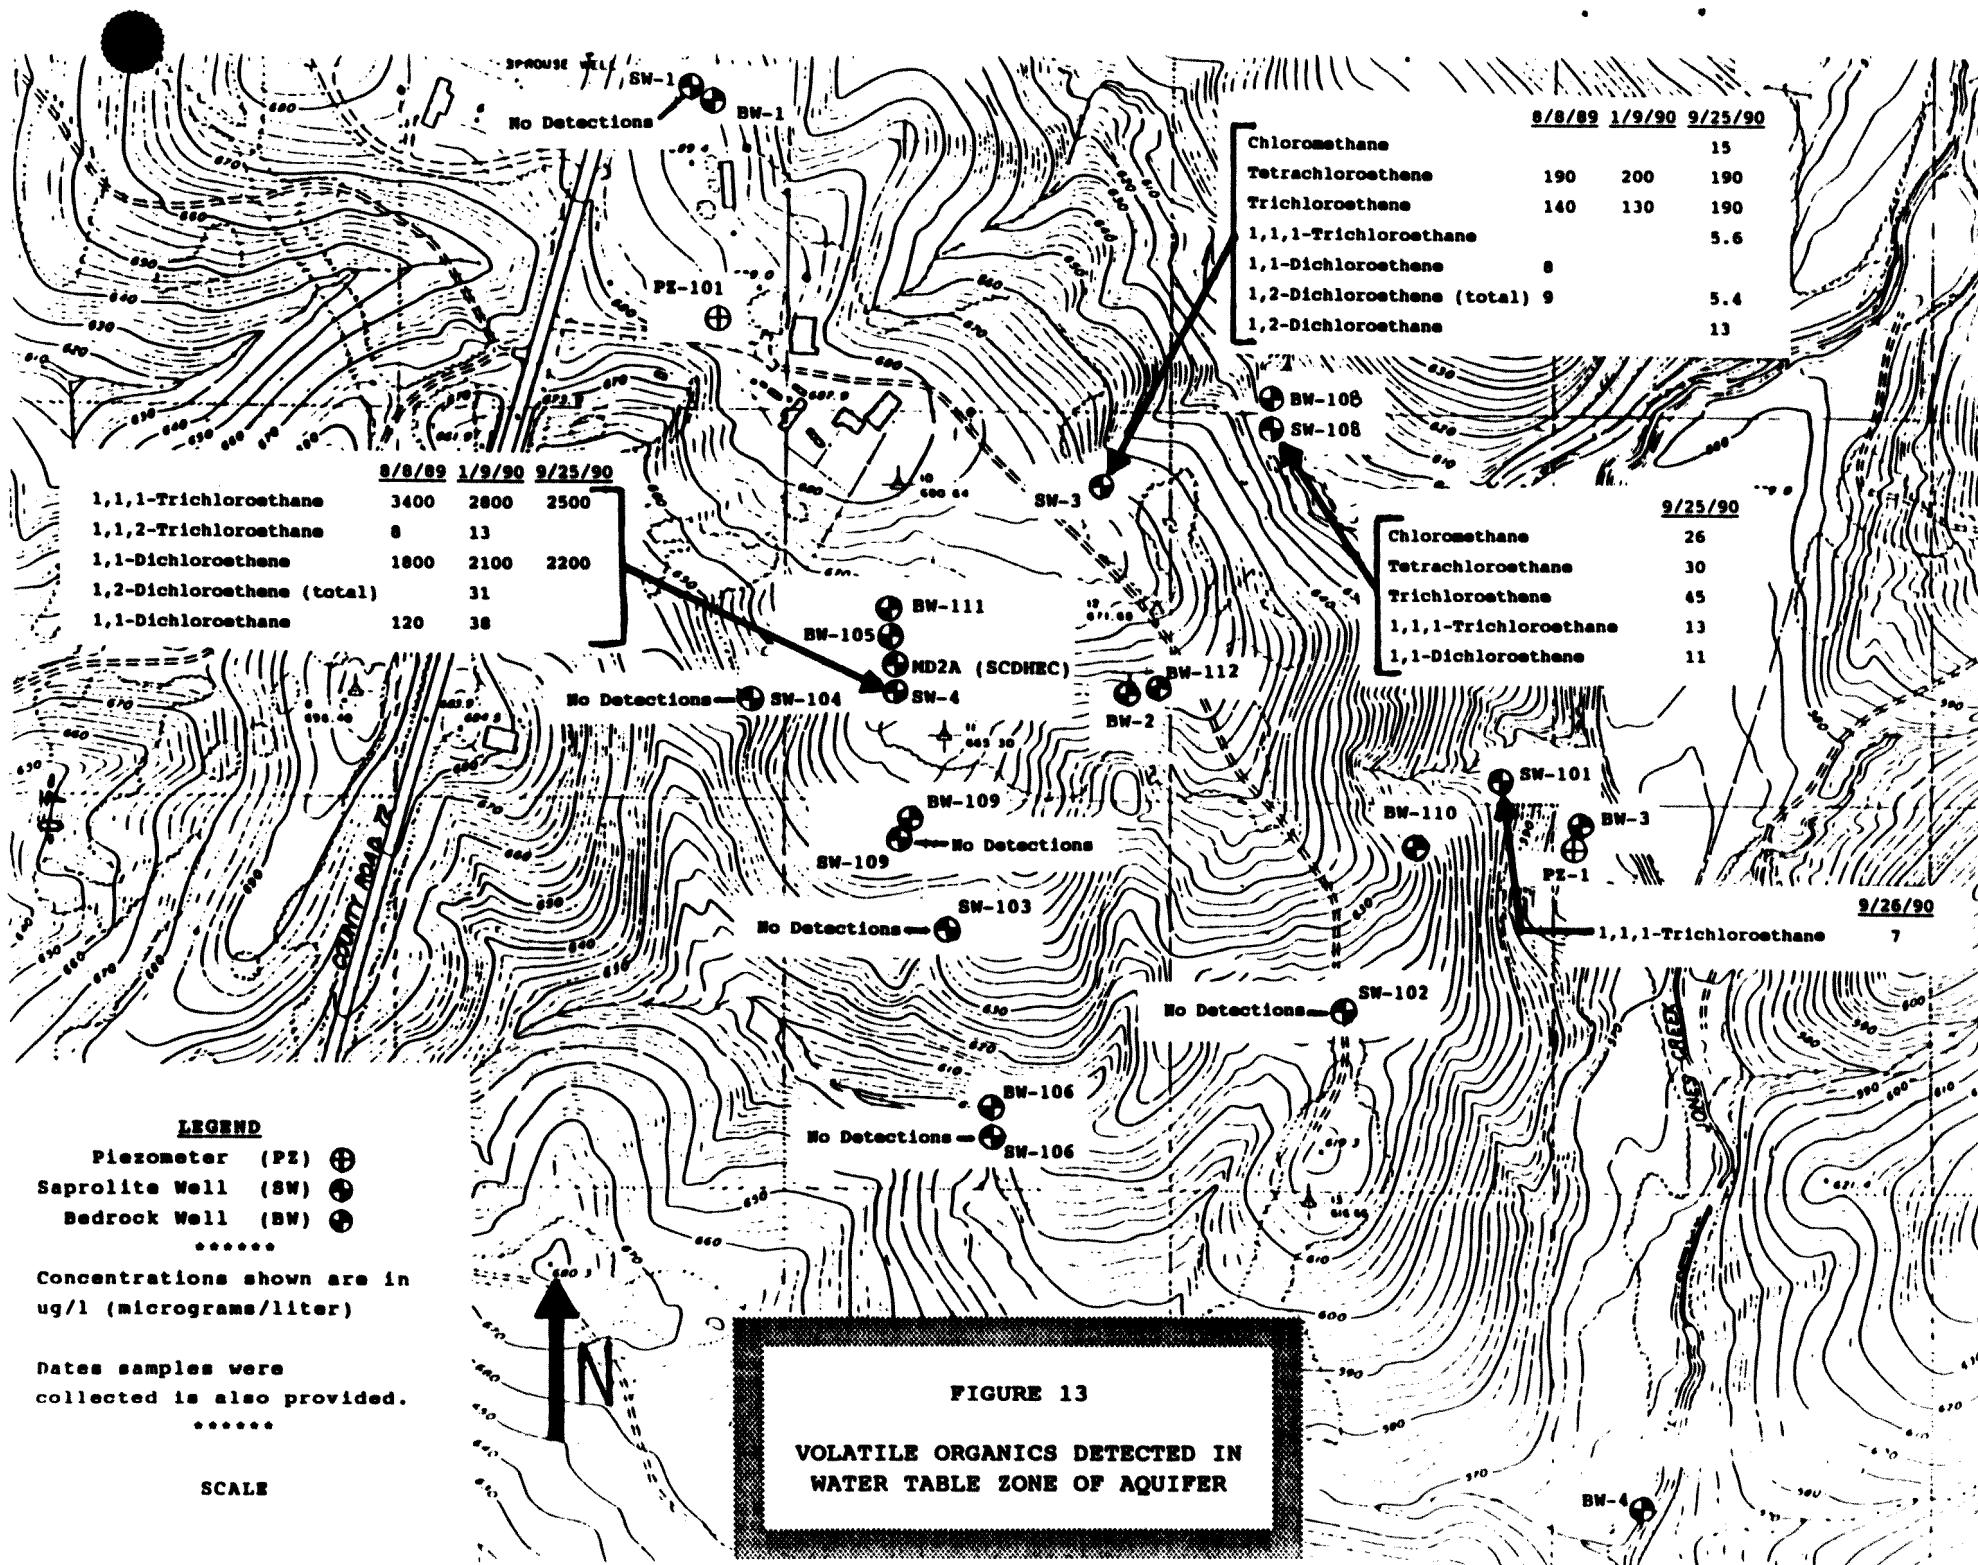 SPROUSE WELL
SW-1
BW-1
No Detections
8/8/89 1/9/90 9/25/90
Chloromethane 15
Tetrachloroethene 190 200 190
Trichloroethene 140 130 190
1,1,1-Trichloroethane 5.6
1,1-Dichloroethene 8
1,2-Dichloroethene (total) 9 5.4
1,2-Dichloroethane 13
PZ-101
BW-108
SW-108
SW-3
8/8/89 1/9/90 9/25/90
1,1,1-Trichloroethane 3400 2800 2500
1,1,2-Trichloroethane 8 13
1,1-Dichloroethene 1800 2100 2200
1,2-Dichloroethene (total) 31
1,1-Dichloroethane 120 38
9/25/90
Chloromethane 26
Tetrachloroethane 30
Trichloroethene 45
1,1,1-Trichloroethane 13
1,1-Dichloroethene 11
BW-111
BW-105
MD2A (SCDHEC)
SW-4
No Detections SW-104
BW-112
BW-2
SW-101
BW-3
BW-110
PZ-1
BW-109
SW-109
No Detections
COUNTY ROAD 72
SW-103
No Detections
9/26/90
1,1,1-Trichloroethane 7
SW-102
No Detections
JONES CREEK
BW-106
No Detections
SW-106
LEGEND
Piezometer (PZ)
Saprolite Well (SW)
Bedrock Well (BW)
******
Concentrations shown are in
ug/l (micrograms/liter)
Dates samples were
collected is also provided.
******
SCALE
N
FIGURE 13
VOLATILE ORGANICS DETECTED IN
WATER TABLE ZONE OF AQUIFER
BW-4